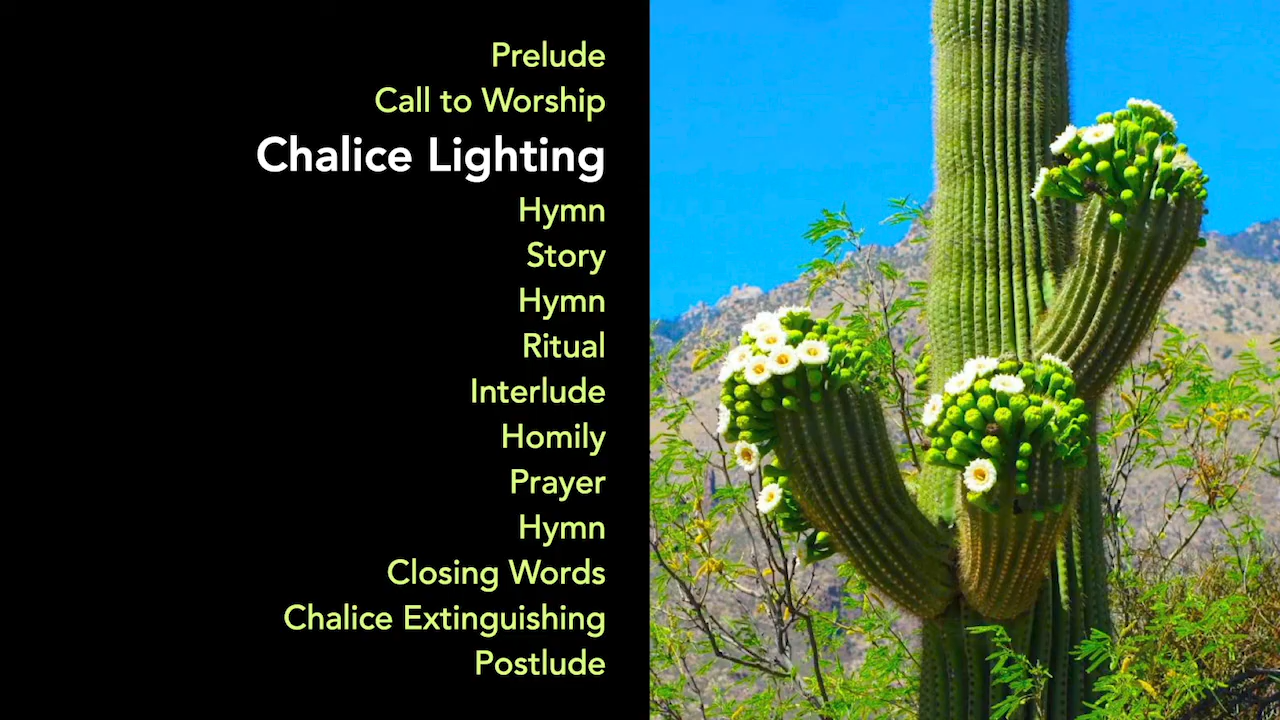 Prelude
Call to Worship
Chalice Lighting
Hymn
Story
Hymn
Ritual
Interlude
Homily
Prayer
Hymn
Closing Words
Chalice Extinguishing
Postlude